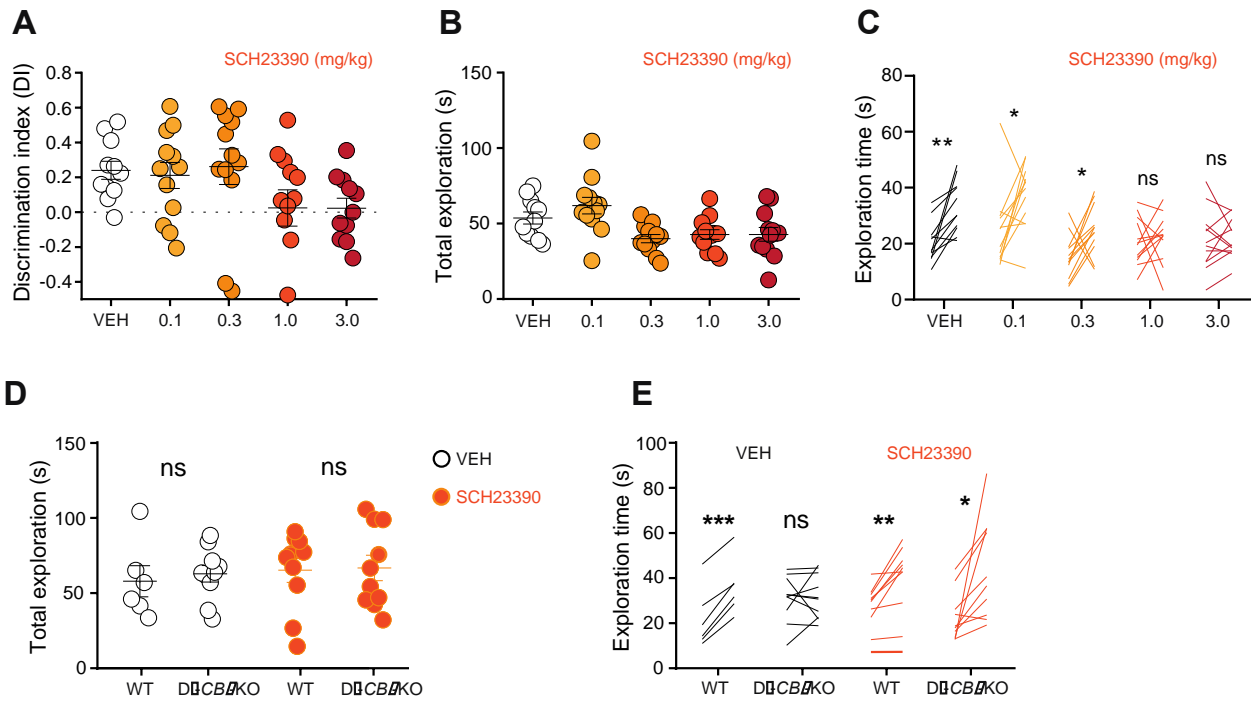 A
SCH23390 (mg/kg)
Discrimination index (DI)
0.8
0.6
0.4
0.2
0.0
-0.2
-0.4
VEH 0.1 0.3 1.0 3.0
B
SCH23390 (mg/kg)
Total exploration (s)
150
100
50
0
VEH 0.1 0.3 1.0 3.0
C
SCH23390 (mg/kg)
Exploration time (s)
80
60
40
20
0
** * * ns ns
VEH 0.1 0.3 1.0 3.0
D
Total exploration (s)
150
100
50
0
ns ns
WT WT
VEH
SCH23390
E
Exploration time (s)
100
80
60
40
20
0
VEH SCH23390
*** ns ** *
WT WT